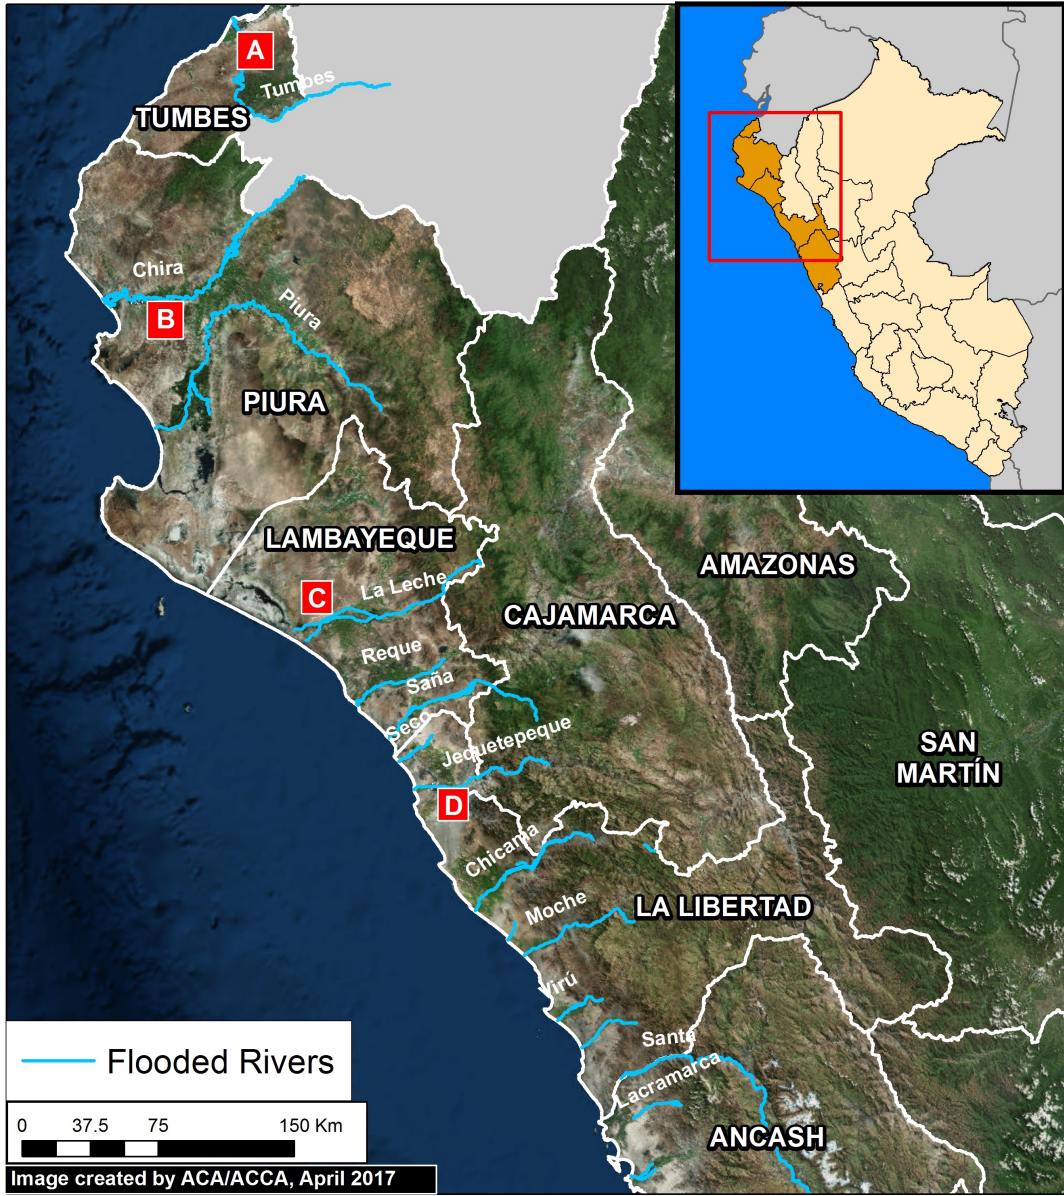 A
Tumbes
TUMBES
Chira
B
Piura
PIURA
LAMBAYEQUE
La Leche
C
AMAZONAS
CAJAMARCA
Reque
Saña
Seco
Jequetepeque
SAN
MARTÍN
D
Chicama
Moche
LA LIBERTAD
Virú
Santa
Lacramarca
ANCASH
Flooded Rivers
0 37.5 75 150 Km
Image created by ACA/ACCA, April 2017